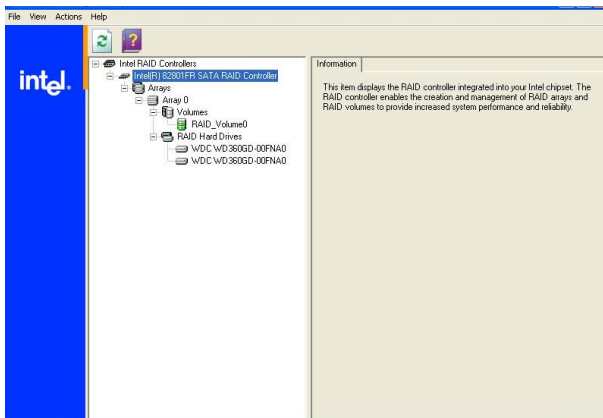 File View Actions Help
intel.
Intel RAID Controllers
Intel(R) 82801FR SATA RAID Controller
Arrays
Array 0
Volumes
RAID_Volume0
RAID Hard Drives
WDC WD360GD-00FNA0
WDC WD360GD-00FNA0
Information
This item displays the RAID controller integrated into your Intel chipset. The
RAID controller enables the creation and management of RAID arrays and
RAID volumes to provide increased system performance and reliability.